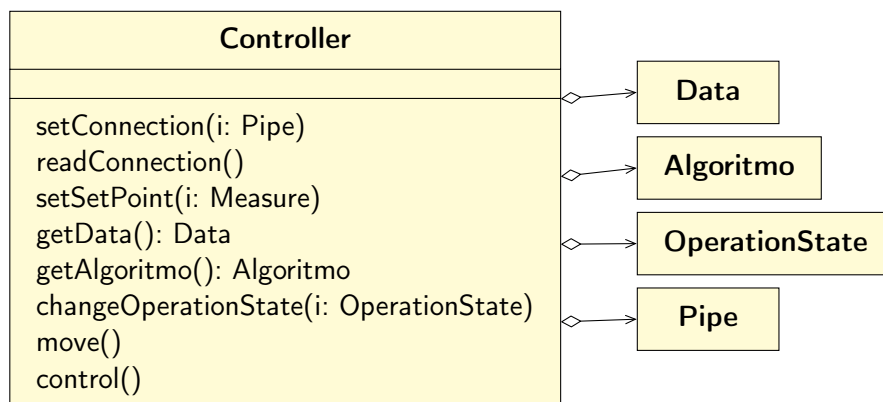 Controller
setConnection(i: Pipe)
readConnection()
setSetPoint(i: Measure)
getData(): Data
getAlgoritmo(): Algoritmo
changeOperationState(i: OperationState)
move()
control()
Data
Algoritmo
OperationState
Pipe